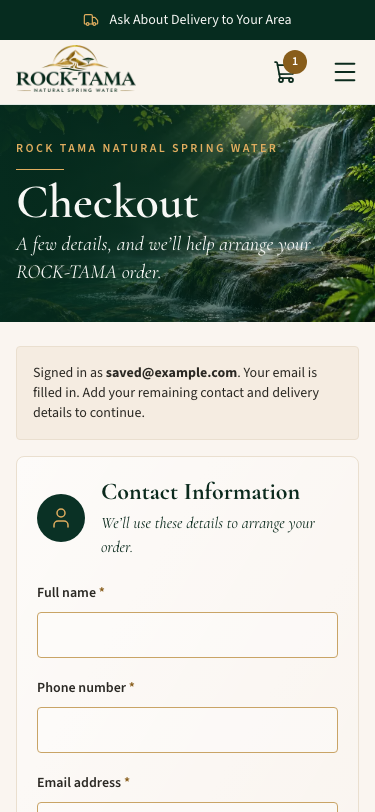 Ask About Delivery to Your Area
ROCK-TAMA
NATURAL SPRING WATER
1
ROCK TAMA NATURAL SPRING WATER
Checkout
A few details, and we’ll help arrange your
ROCK-TAMA order.
Signed in as saved@example.com. Your email is
filled in. Add your remaining contact and delivery
details to continue.
Contact Information
We’ll use these details to arrange your
order.
Full name *
Phone number *
Email address *